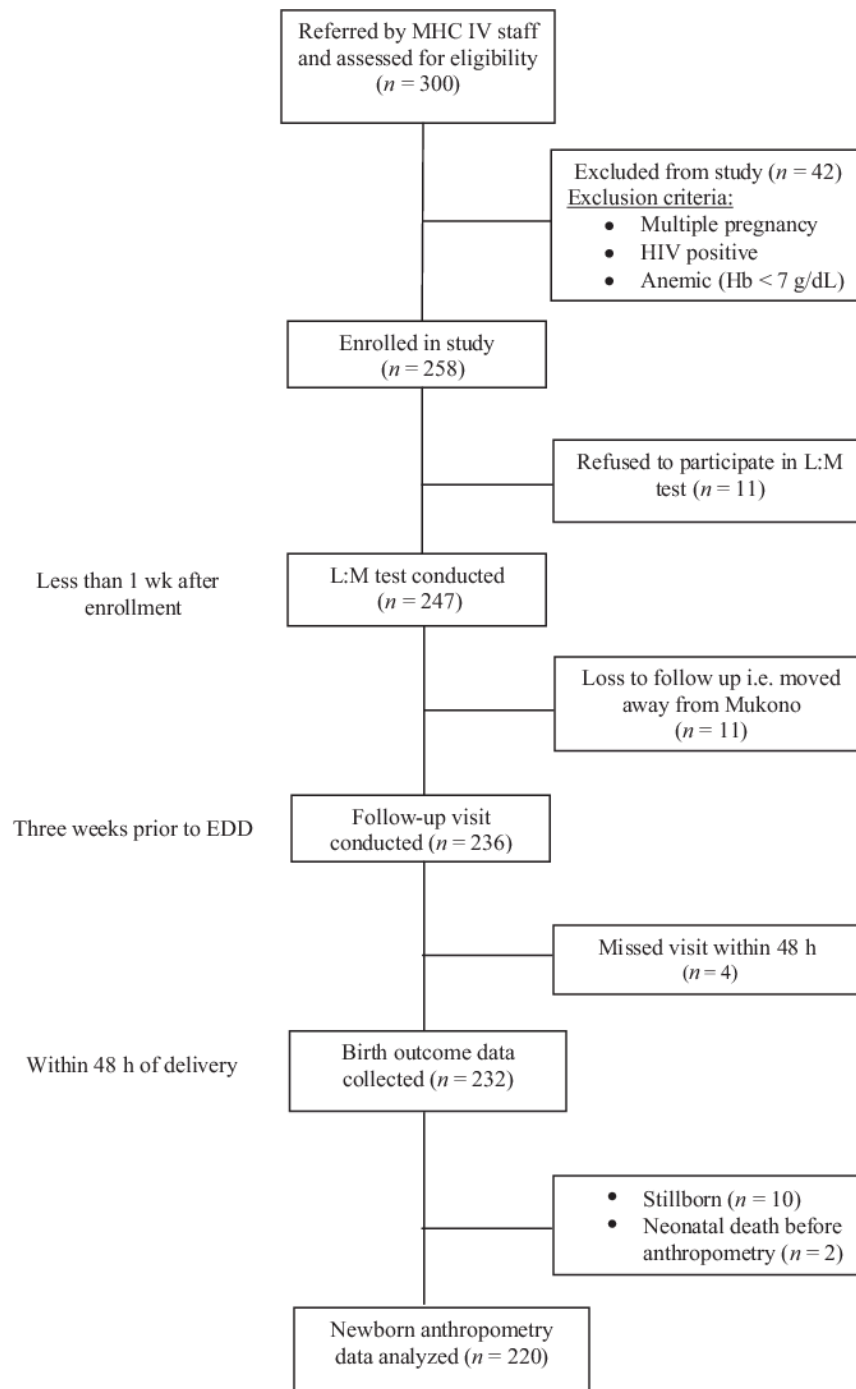 Referred by MHC IV staff
and assessed for eligibility
(n = 300)
Excluded from study (n = 42)
Exclusion criteria:
• Multiple pregnancy
• HIV positive
• Anemic (Hb < 7 g/dL)
Enrolled in study
(n = 258)
Refused to participate in L:M
test (n = 11)
Less than 1 wk after
enrollment
L:M test conducted
(n = 247)
Loss to follow up i.e. moved
away from Mukono
(n = 11)
Three weeks prior to EDD
Follow-up visit
conducted (n = 236)
Missed visit within 48 h
(n = 4)
Within 48 h of delivery
Birth outcome data
collected (n = 232)
• Stillborn (n = 10)
• Neonatal death before
anthropometry (n = 2)
Newborn anthropometry
data analyzed (n = 220)